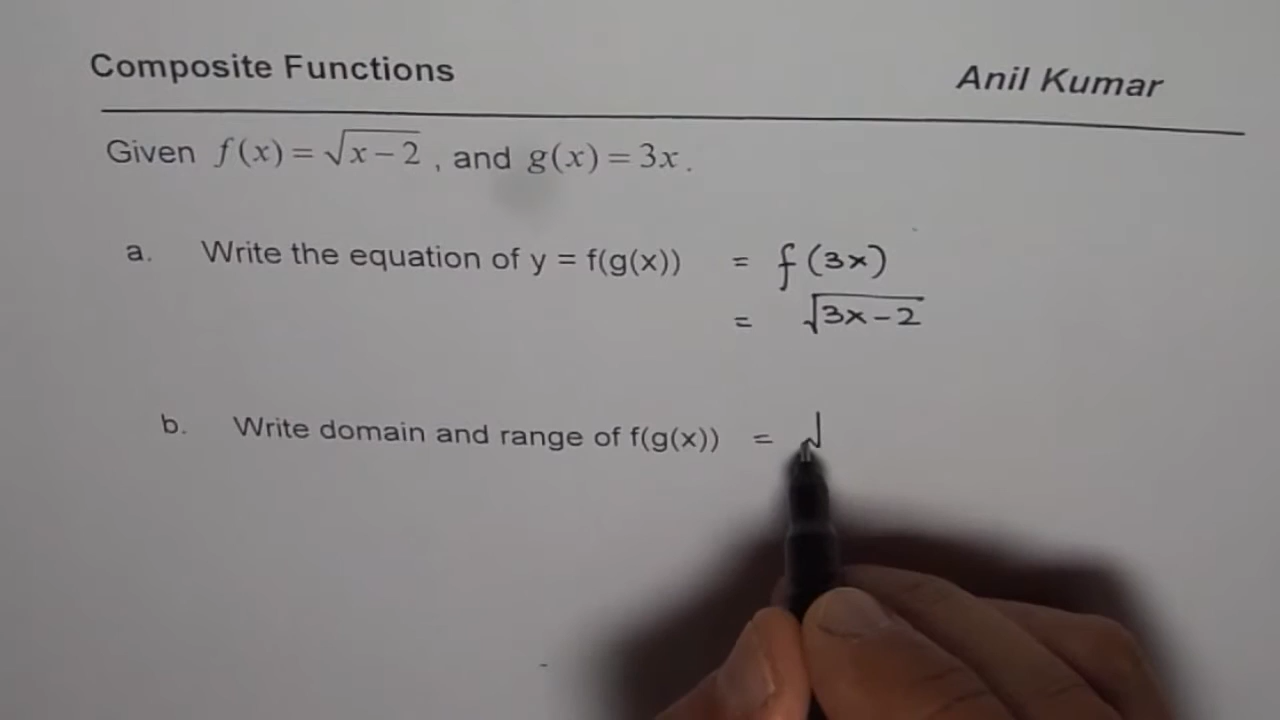 Composite Functions Anil Kumar
Given f(x) = √x − 2 , and g(x) = 3x.
a. Write the equation of y = f(g(x)) = f(3x)
= √3x − 2
b. Write domain and range of f(g(x)) = √